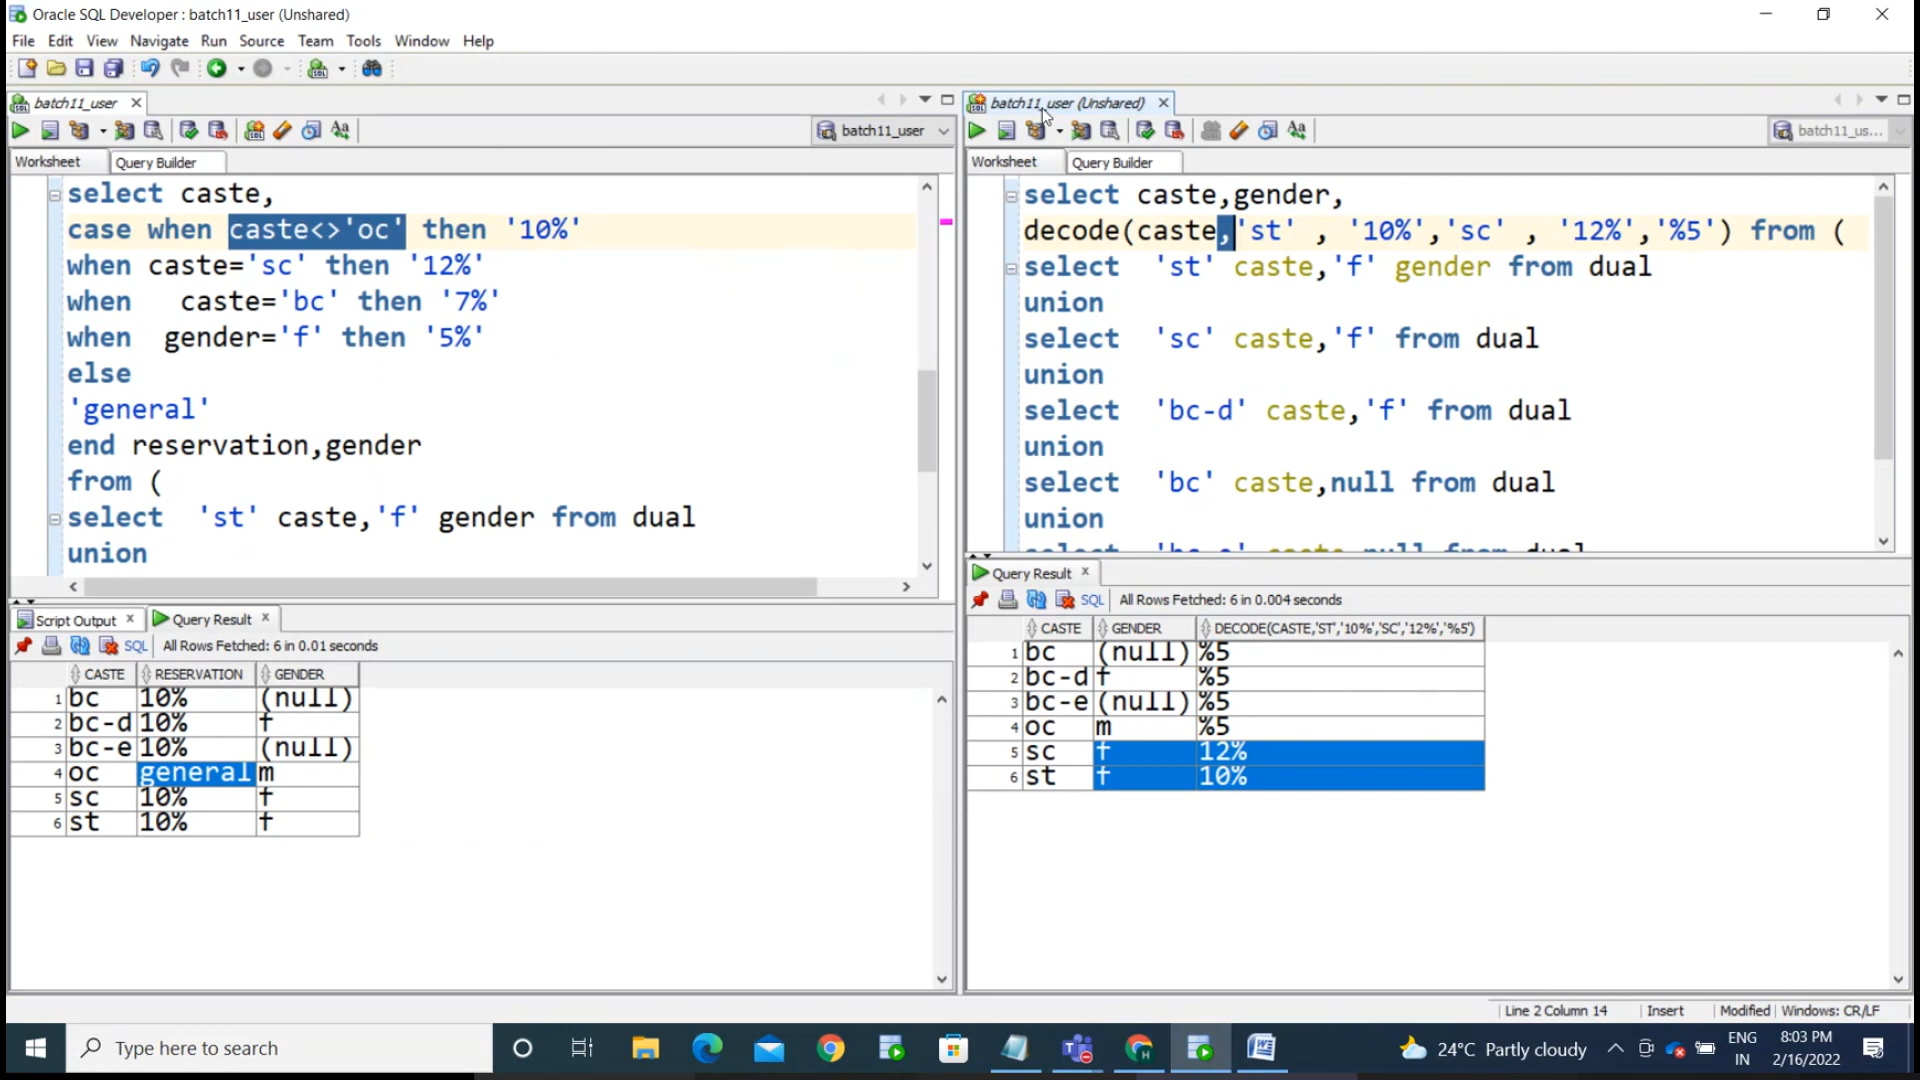 Oracle SQL Developer : batch11_user (Unshared)
File Edit View Navigate Run Source Team Tools Window Help
batch11_user
batch11_user
Worksheet Query Builder
select caste,
case when caste<>'oc' then '10%'
when caste='sc' then '12%'
when caste='bc' then '7%'
when gender='f' then '5%'
else
'general'
end reservation,gender
from (
select 'st' caste,'f' gender from dual
union
Script Output Query Result
SQL All Rows Fetched: 6 in 0.01 seconds
CASTE RESERVATION GENDER
1 bc 10% (null)
2 bc-d 10% f
3 bc-e 10% (null)
4 oc general m
5 sc 10% f
6 st 10% f
batch11_user (Unshared)
batch11_us...
Worksheet Query Builder
select caste,gender,
decode(caste,'st' , '10%','sc' , '12%','%5') from (
select 'st' caste,'f' gender from dual
union
select 'sc' caste,'f' from dual
union
select 'bc-d' caste,'f' from dual
union
select 'bc' caste,null from dual
union
Query Result
SQL All Rows Fetched: 6 in 0.004 seconds
CASTE GENDER DECODE(CASTE,'ST','10%','SC','12%','%5')
1 bc (null) %5
2 bc-d f %5
3 bc-e (null) %5
4 oc m %5
5 sc f 12%
6 st f 10%
Line 2 Column 14 Insert Modified Windows: CR/LF
Type here to search
24°C Partly cloudy
ENG
IN
8:03 PM
2/16/2022